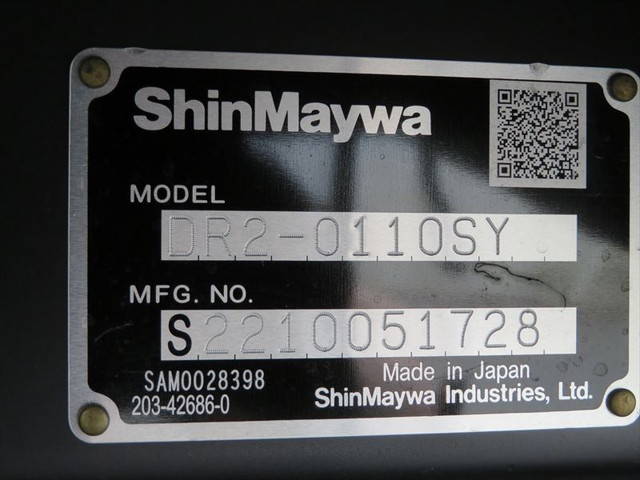 ShinMaywa
MODEL
DR2-0110SY
MFG. NO.
S2210051728
SAM0028398
203-42686-0
Made in Japan
ShinMaywa Industries, Ltd.